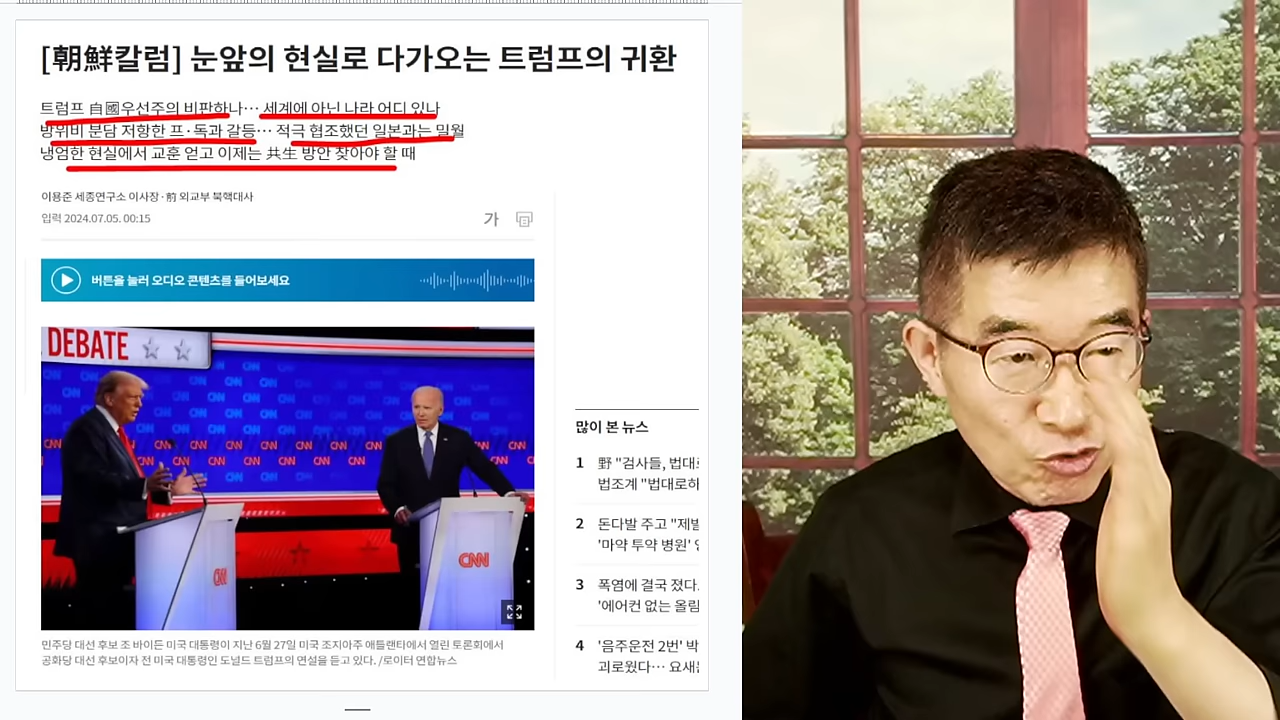 [朝鮮칼럼] 눈앞의 현실로 다가오는 트럼프의 귀환
트럼프 自國우선주의 비판하나… 세계에 아닌 나라 어디 있나
방위비 분담 저항한 프·독과 갈등… 적극 협조했던 일본과는 밀월
냉엄한 현실에서 교훈 얻고 이제는 共生 방안 찾아야 할 때
이용준 세종연구소 이사장·前 외교부 북핵대사
입력 2024.07.05. 00:15
가
버튼을 눌러 오디오 콘텐츠를 들어보세요
DEBATE
CNN
CNN
민주당 대선 후보 조 바이든 미국 대통령이 지난 6월 27일 미국 조지아주 애틀랜타에서 열린 토론회에서
공화당 대선 후보이자 전 미국 대통령인 도널드 트럼프의 연설을 듣고 있다. /로이터 연합뉴스
많이 본 뉴스
1 野 "검사들, 법대로
법조계 "법대로하
2 돈다발 주고 "제발
'마약 투약 병원'
3 폭염에 결국 졌다
'에어컨 없는 올림
4 '음주운전 2번' 박
괴로웠다… 요새는